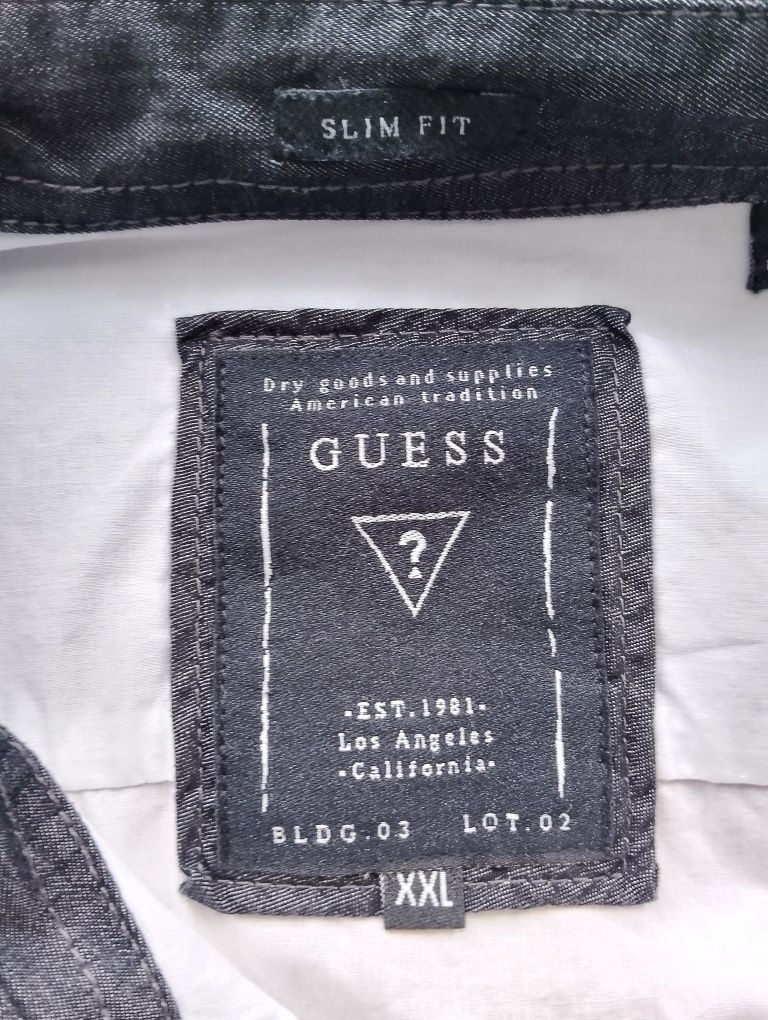 SLIM FIT
Dry goods and supplies
American tradition
GUESS
?
·EST.1981·
Los Angeles
·California·
BLDG.03 LOT.02
XXL